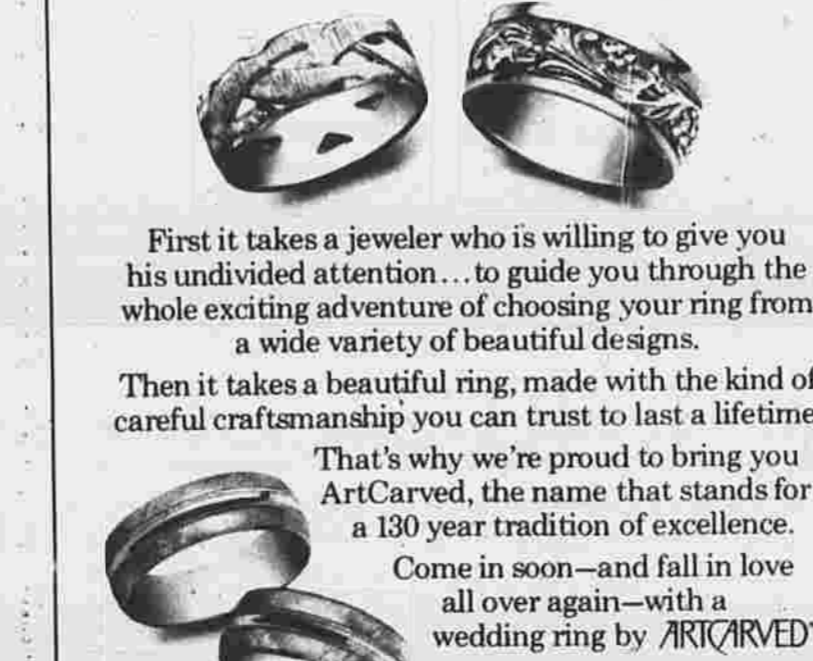 First it takes a jeweler who is willing to give you
his undivided attention...to guide you through the
whole exciting adventure of choosing your ring from
a wide variety of beautiful designs.
Then it takes a beautiful ring, made with the kind of
careful craftsmanship you can trust to last a lifetime
That's why we're proud to bring you
ArtCarved, the name that stands for
a 130 year tradition of excellence.
Come in soon—and fall in love
all over again—with a
wedding ring by ARTCARVED